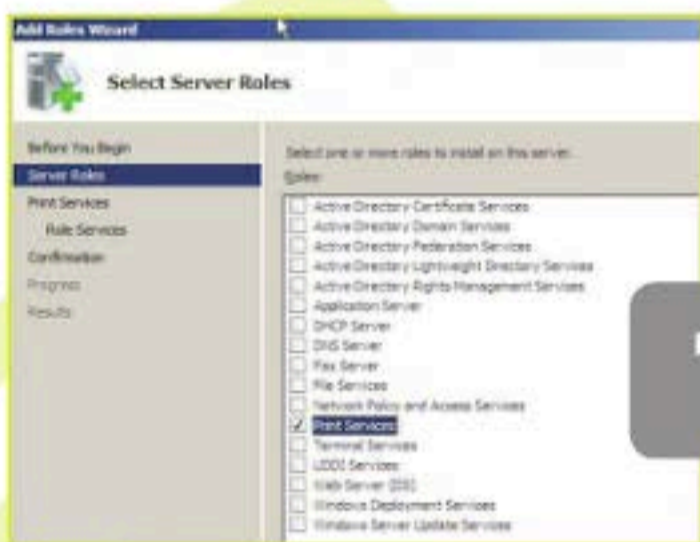 Add Roles Wizard
Select Server Roles
Before You Begin
Server Roles
Print Services
Role Services
Confirmation
Progress
Results
Select one or more roles to install on this server.
Roles:
Active Directory Certificate Services
Active Directory Domain Services
Active Directory Federation Services
Active Directory Lightweight Directory Services
Active Directory Rights Management Services
Application Server
DHCP Server
DNS Server
Fax Server
File Services
Network Policy and Access Services
Print Services
Terminal Services
UDDI Services
Web Server (IIS)
Windows Deployment Services
Windows Server Update Services